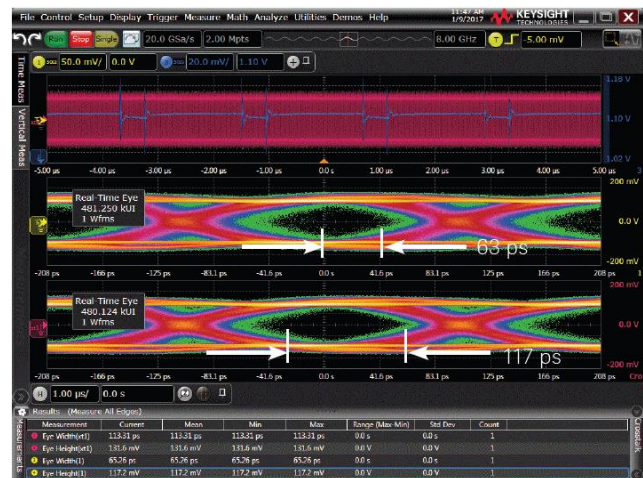 File Control Setup Display Trigger Measure Math Analyze Utilities Demos Help
11:47 AM
1/9/2017
KEYSIGHT
TECHNOLOGIES
Run Stop Single 20.0 GSa/s 2.00 Mpts 8.00 GHz T -5.00 mV
1 50Ω 50.0 mV/ 0.0 V 20.0 mV/ 1.10 V
Time Meas
Vertical Meas
1.18 V
1.10 V
1.02 V
-5.00 µs -4.00 µs -3.00 µs -2.00 µs -1.00 µs 0.0 s 1.00 µs 2.00 µs 3.00 µs 4.00 µs 5.00 µs 3
200 mV
Real-Time Eye
481.250 kUI
1 Wfms
0.0 V
63 ps
-200 mV
-208 ps -166 ps -125 ps -83.1 ps -41.6 ps 0.0 s 41.6 ps 83.1 ps 125 ps 166 ps 208 ps 1
200 mV
Real-Time Eye
480.124 kUI
1 Wfms
0.0 V
117 ps
-200 mV
-208 ps -166 ps -125 ps -83.1 ps -41.6 ps 0.0 s 41.6 ps 83.1 ps 125 ps 166 ps 208 ps Cro
H 1.00 µs/ 0.0 s
Results (Measure All Edges)
Measurements
Crosstalk
Measurement Current Mean Min Max Range (Max-Min) Std Dev Count
Eye Width(xt1) 113.31 ps 113.31 ps 113.31 ps 113.31 ps 0.0 s 0.0 s 1
Eye Height(xt1) 131.6 mV 131.6 mV 131.6 mV 131.6 mV 0.0 V 0.0 V 1
Eye Width(1) 65.26 ps 65.26 ps 65.26 ps 65.26 ps 0.0 s 0.0 s 1
Eye Height(1) 117.2 mV 117.2 mV 117.2 mV 117.2 mV 0.0 V 0.0 V 1